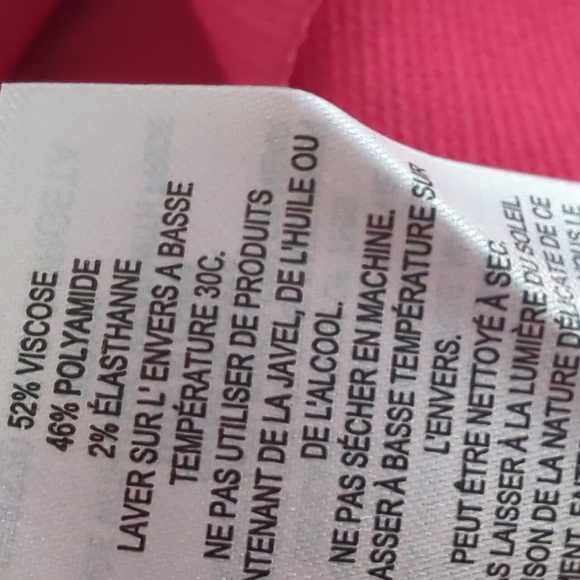 52% VISCOSE
46% POLYAMIDE
2% ÉLASTHANNE
LAVER SUR L'ENVERS A BASSE
TEMPÉRATURE 30C.
NE PAS UTILISER DE PRODUITS
NTENANT DE LA JAVEL, DE L'HUILE OU
DE L'ALCOOL.
NE PAS SÉCHER EN MACHINE.
ASSER À BASSE TEMPÉRATURE SUR
L'ENVERS.
PEUT ÊTRE NETTOYÉ A SEC
S LAISSER À LA LUMIÈRE DU SOLEIL
SON DE LA NATURE DÉLICATE DE CE